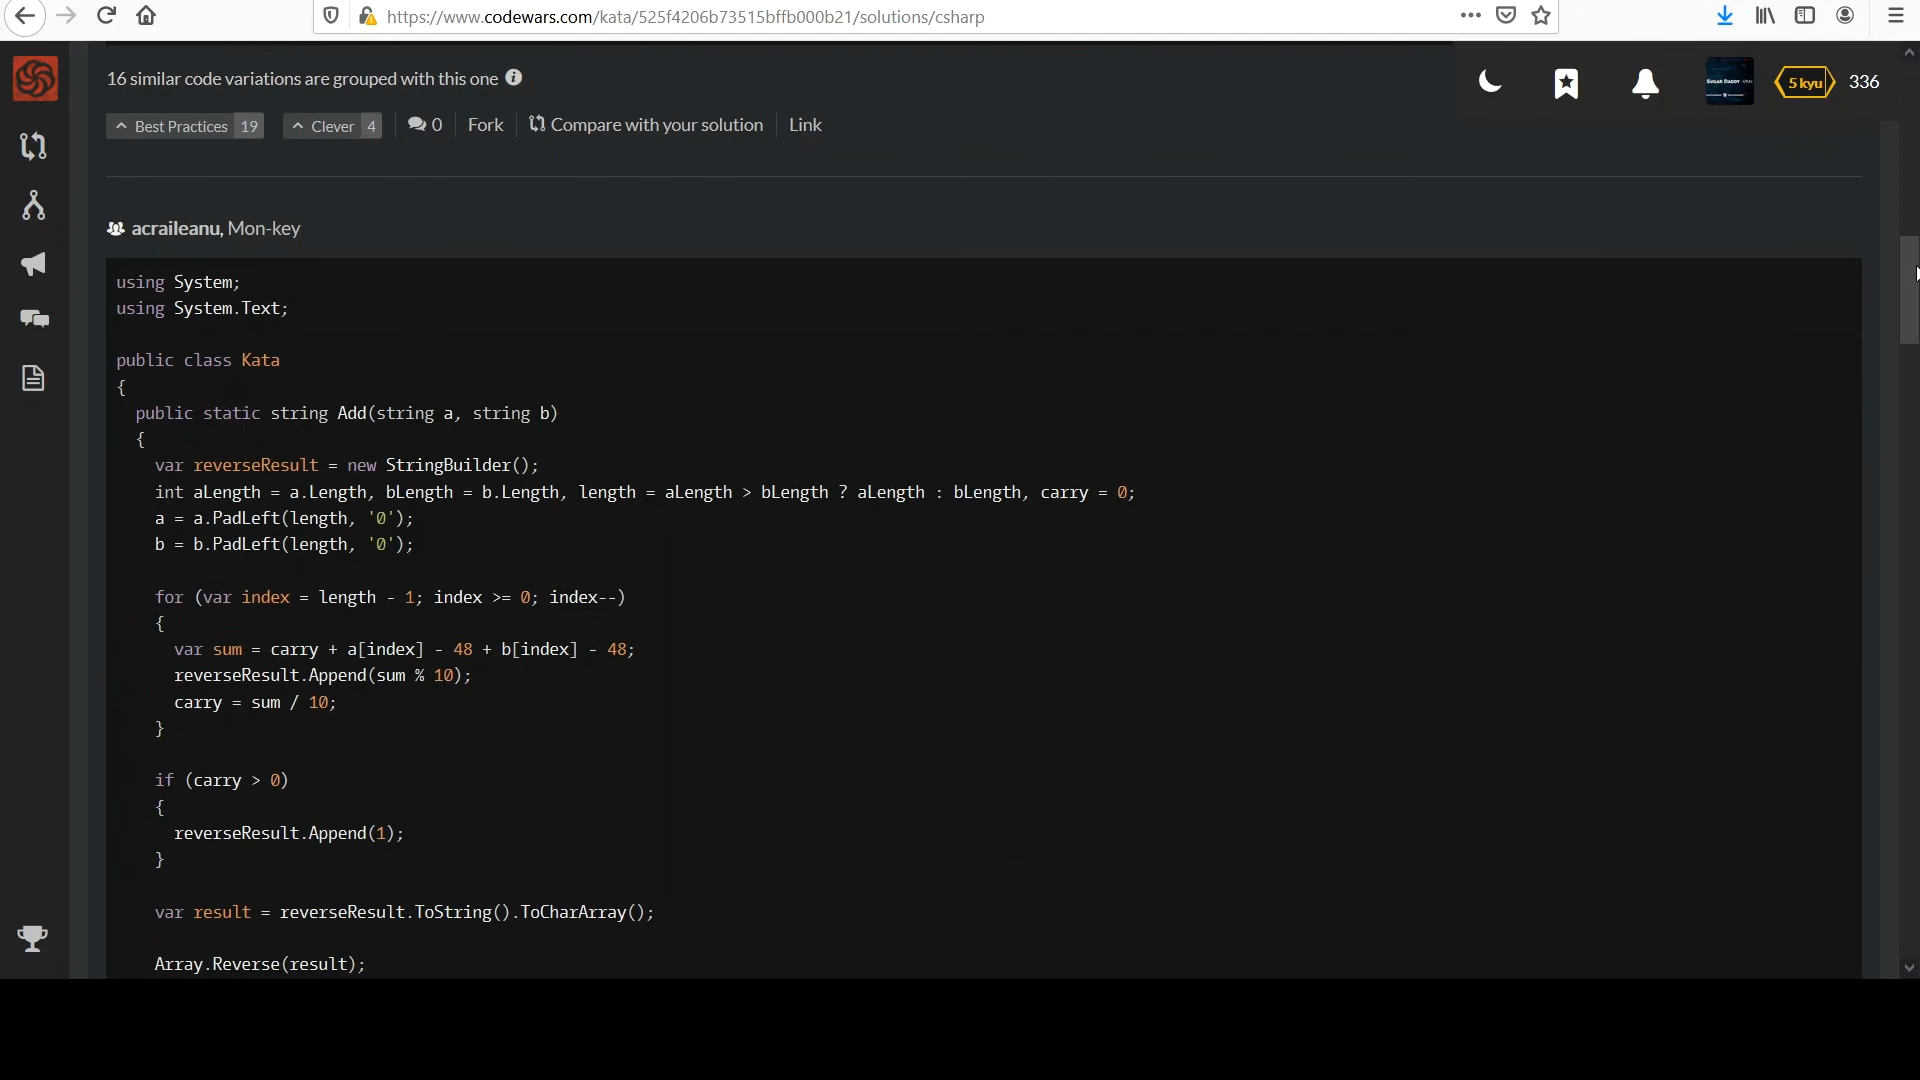 https://www.codewars.com/kata/525f4206b73515bffb000b21/solutions/csharp
16 similar code variations are grouped with this one
5 kyu 336
SUGAR DADDY
Best Practices 19 Clever 4 0 Fork Compare with your solution Link
acraileanu, Mon-key
using System;
using System.Text;
public class Kata
{
public static string Add(string a, string b)
{
var reverseResult = new StringBuilder();
int aLength = a.Length, bLength = b.Length, length = aLength > bLength ? aLength : bLength, carry = 0;
a = a.PadLeft(length, '0');
b = b.PadLeft(length, '0');
for (var index = length - 1; index >= 0; index--)
{
var sum = carry + a[index] - 48 + b[index] - 48;
reverseResult.Append(sum % 10);
carry = sum / 10;
}
if (carry > 0)
{
reverseResult.Append(1);
}
var result = reverseResult.ToString().ToCharArray();
Array.Reverse(result);